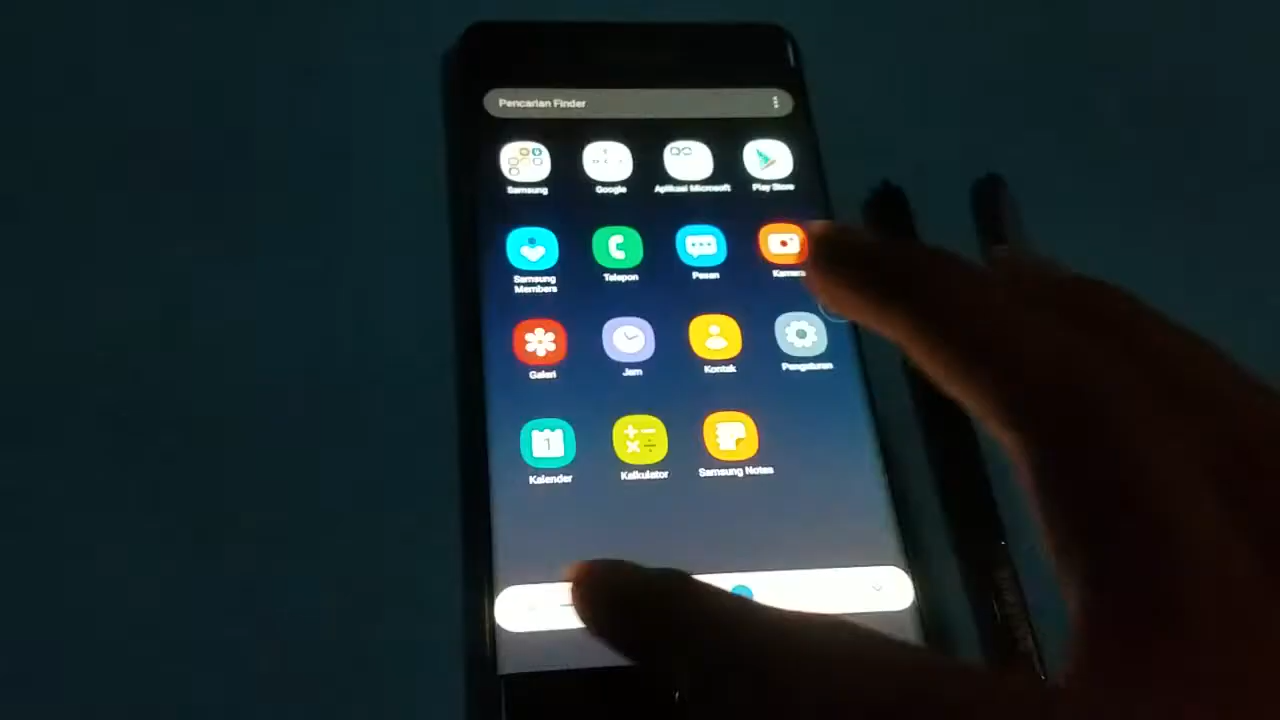 Pencarian Finder
Samsung
Google
Aplikasi Microsoft
Play Store
Samsung
Members
Telepon
Pesan
Kamera
Galeri
Jam
Kontak
Pengaturan
1
Kalender
Kalkulator
Samsung Notes